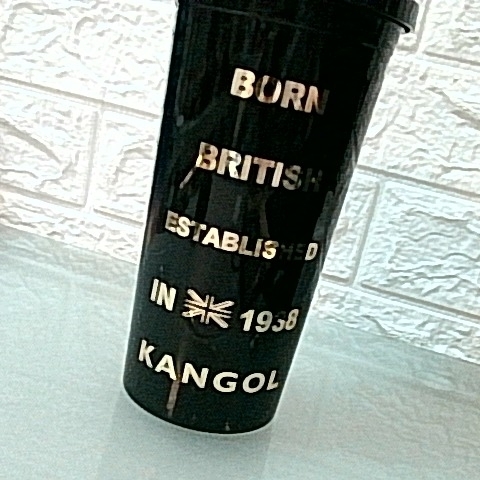 BORN
BRITISH
ESTABLISHED
IN 1938
KANGOL